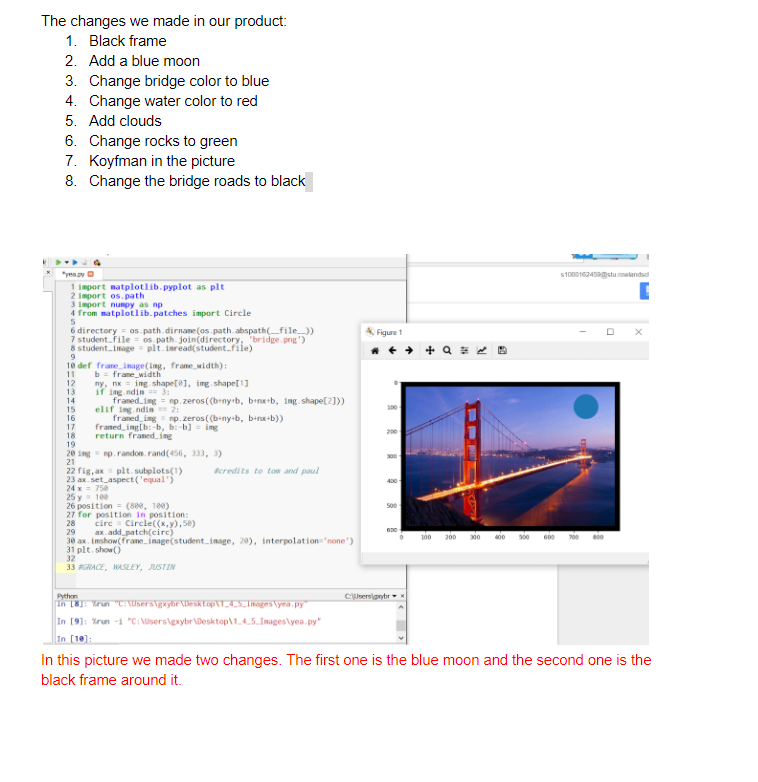 The changes we made in our product:
1. Black frame
2. Add a blue moon
3. Change bridge color to blue
4. Change water color to red
5. Add clouds
6. Change rocks to green
7. Koyfman in the picture
8. Change the bridge roads to black
*yea.py
1 import matplotlib.pyplot as plt
2 import os.path
3 import numpy as np
4 from matplotlib.patches import Circle
5
6 directory = os.path.dirname(os.path.abspath(__file__))
7 student_file = os.path.join(directory, 'bridge.png')
8 student_image = plt.imread(student_file)
9
10 def frame_image(img, frame_width):
11 b = frame_width
12 ny, nx = img.shape[0], img.shape[1]
13 if img.ndim == 3:
14 framed_img = np.zeros((b+ny+b, b+nx+b, img.shape[2]))
15 elif img.ndim == 2:
16 framed_img = np.zeros((b+ny+b, b+nx+b))
17 framed_img[b:-b, b:-b] = img
18 return framed_img
19
20 img = np.random.rand(456, 333, 3)
21
22 fig,ax = plt.subplots(1) #credits to tom and paul
23 ax.set_aspect('equal')
24 x = 750
25 y = 100
26 position = (800, 100)
27 for position in position:
28 circ = Circle((x,y),50)
29 ax.add_patch(circ)
30 ax.imshow(frame_image(student_image, 20), interpolation='none')
31 plt.show()
32
33 #GRACE, WASLEY, JUSTIN
Figure 1
0
100
200
300
400
500
600
0 100 200 300 400 500 600 700 800
Python C:\Users\gxybr
In [8]: %run "C:\Users\gxybr\Desktop\1_4_5_Images\yea.py"
In [9]: %run -i "C:\Users\gxybr\Desktop\1_4_5_Images\yea.py"
In [10]:
In this picture we made two changes. The first one is the blue moon and the second one is the
black frame around it.